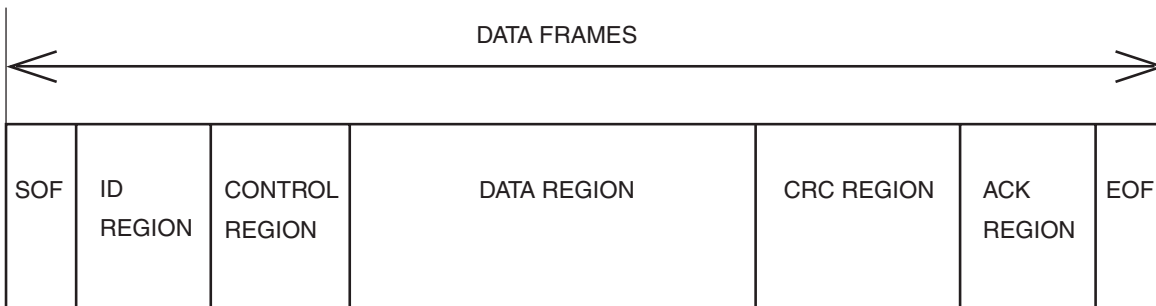 DATA FRAMES
SOF
ID
REGION
CONTROL
REGION
DATA REGION
CRC REGION
ACK
REGION
EOF